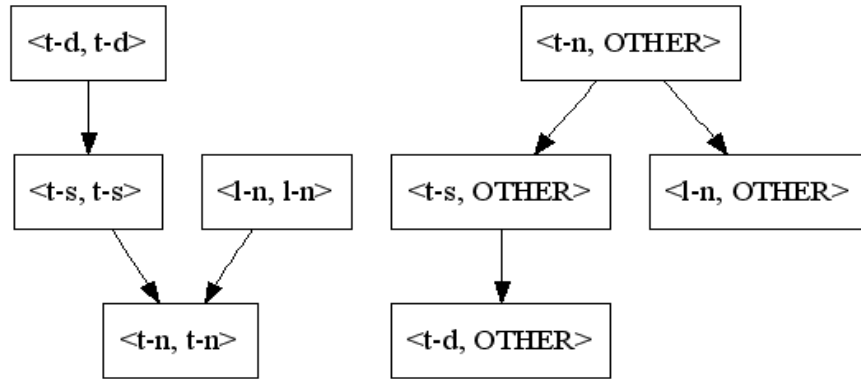 <t-d, t-d>
<t-n, OTHER>
<t-s, t-s>
<l-n, l-n>
<t-s, OTHER>
<l-n, OTHER>
<t-n, t-n>
<t-d, OTHER>